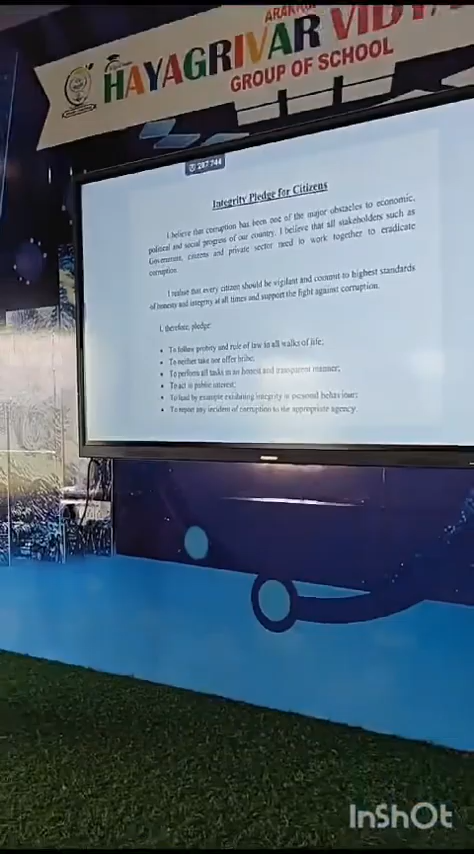 ARAKKAL
HAYAGRIVAR VIDYA
GROUP OF SCHOOL
Integrity Pledge for Citizens
I believe that corruption has been one of the major obstacles to economic,
political and social progress of our country. I believe that all stakeholders such as
Government, citizens and private sector need to work together to eradicate
corruption.
I realise that every citizen should be vigilant and commit to highest standards
of honesty and integrity at all times and support the fight against corruption.
I, therefore, pledge:
• To follow probity and rule of law in all walks of life;
• To neither take nor offer bribe;
• To perform all tasks in an honest and transparent manner;
• To act in public interest;
• To lead by example exhibiting integrity in personal behaviour;
• To report any incident of corruption to the appropriate agency.
InShOt